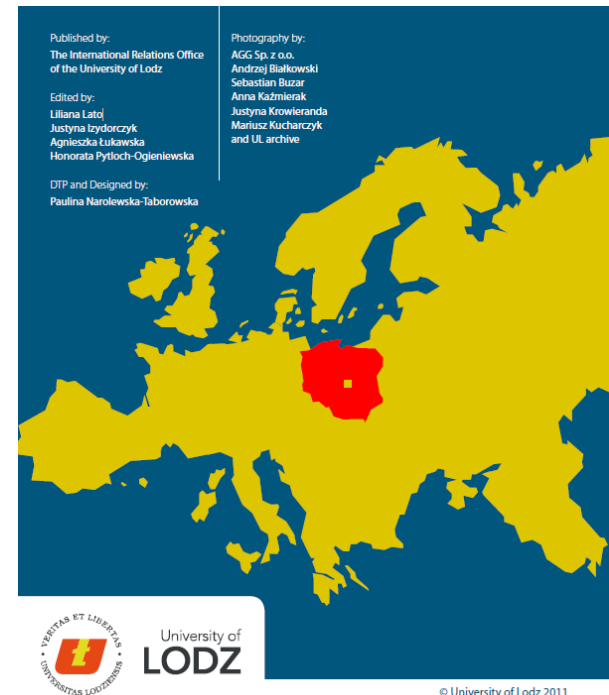 Published by:
The International Relations Office
of the University of Lodz
Edited by:
Liliana Lato
Justyna Izydorczyk
Agnieszka Łukawska
Honorata Pytloch-Ogieniewska
DTP and Designed by:
Paulina Narolewska-Taborowska
Photography by:
AGG Sp. z o.o.
Andrzej Białkowski
Sebastian Buzar
Anna Kaźmierak
Justyna Krowieranda
Mariusz Kucharczyk
and UL archive
VERITAS ET LIBERTAS
UNIVERSITAS LODZIENSIS
University of
LODZ
© University of Lodz 2011